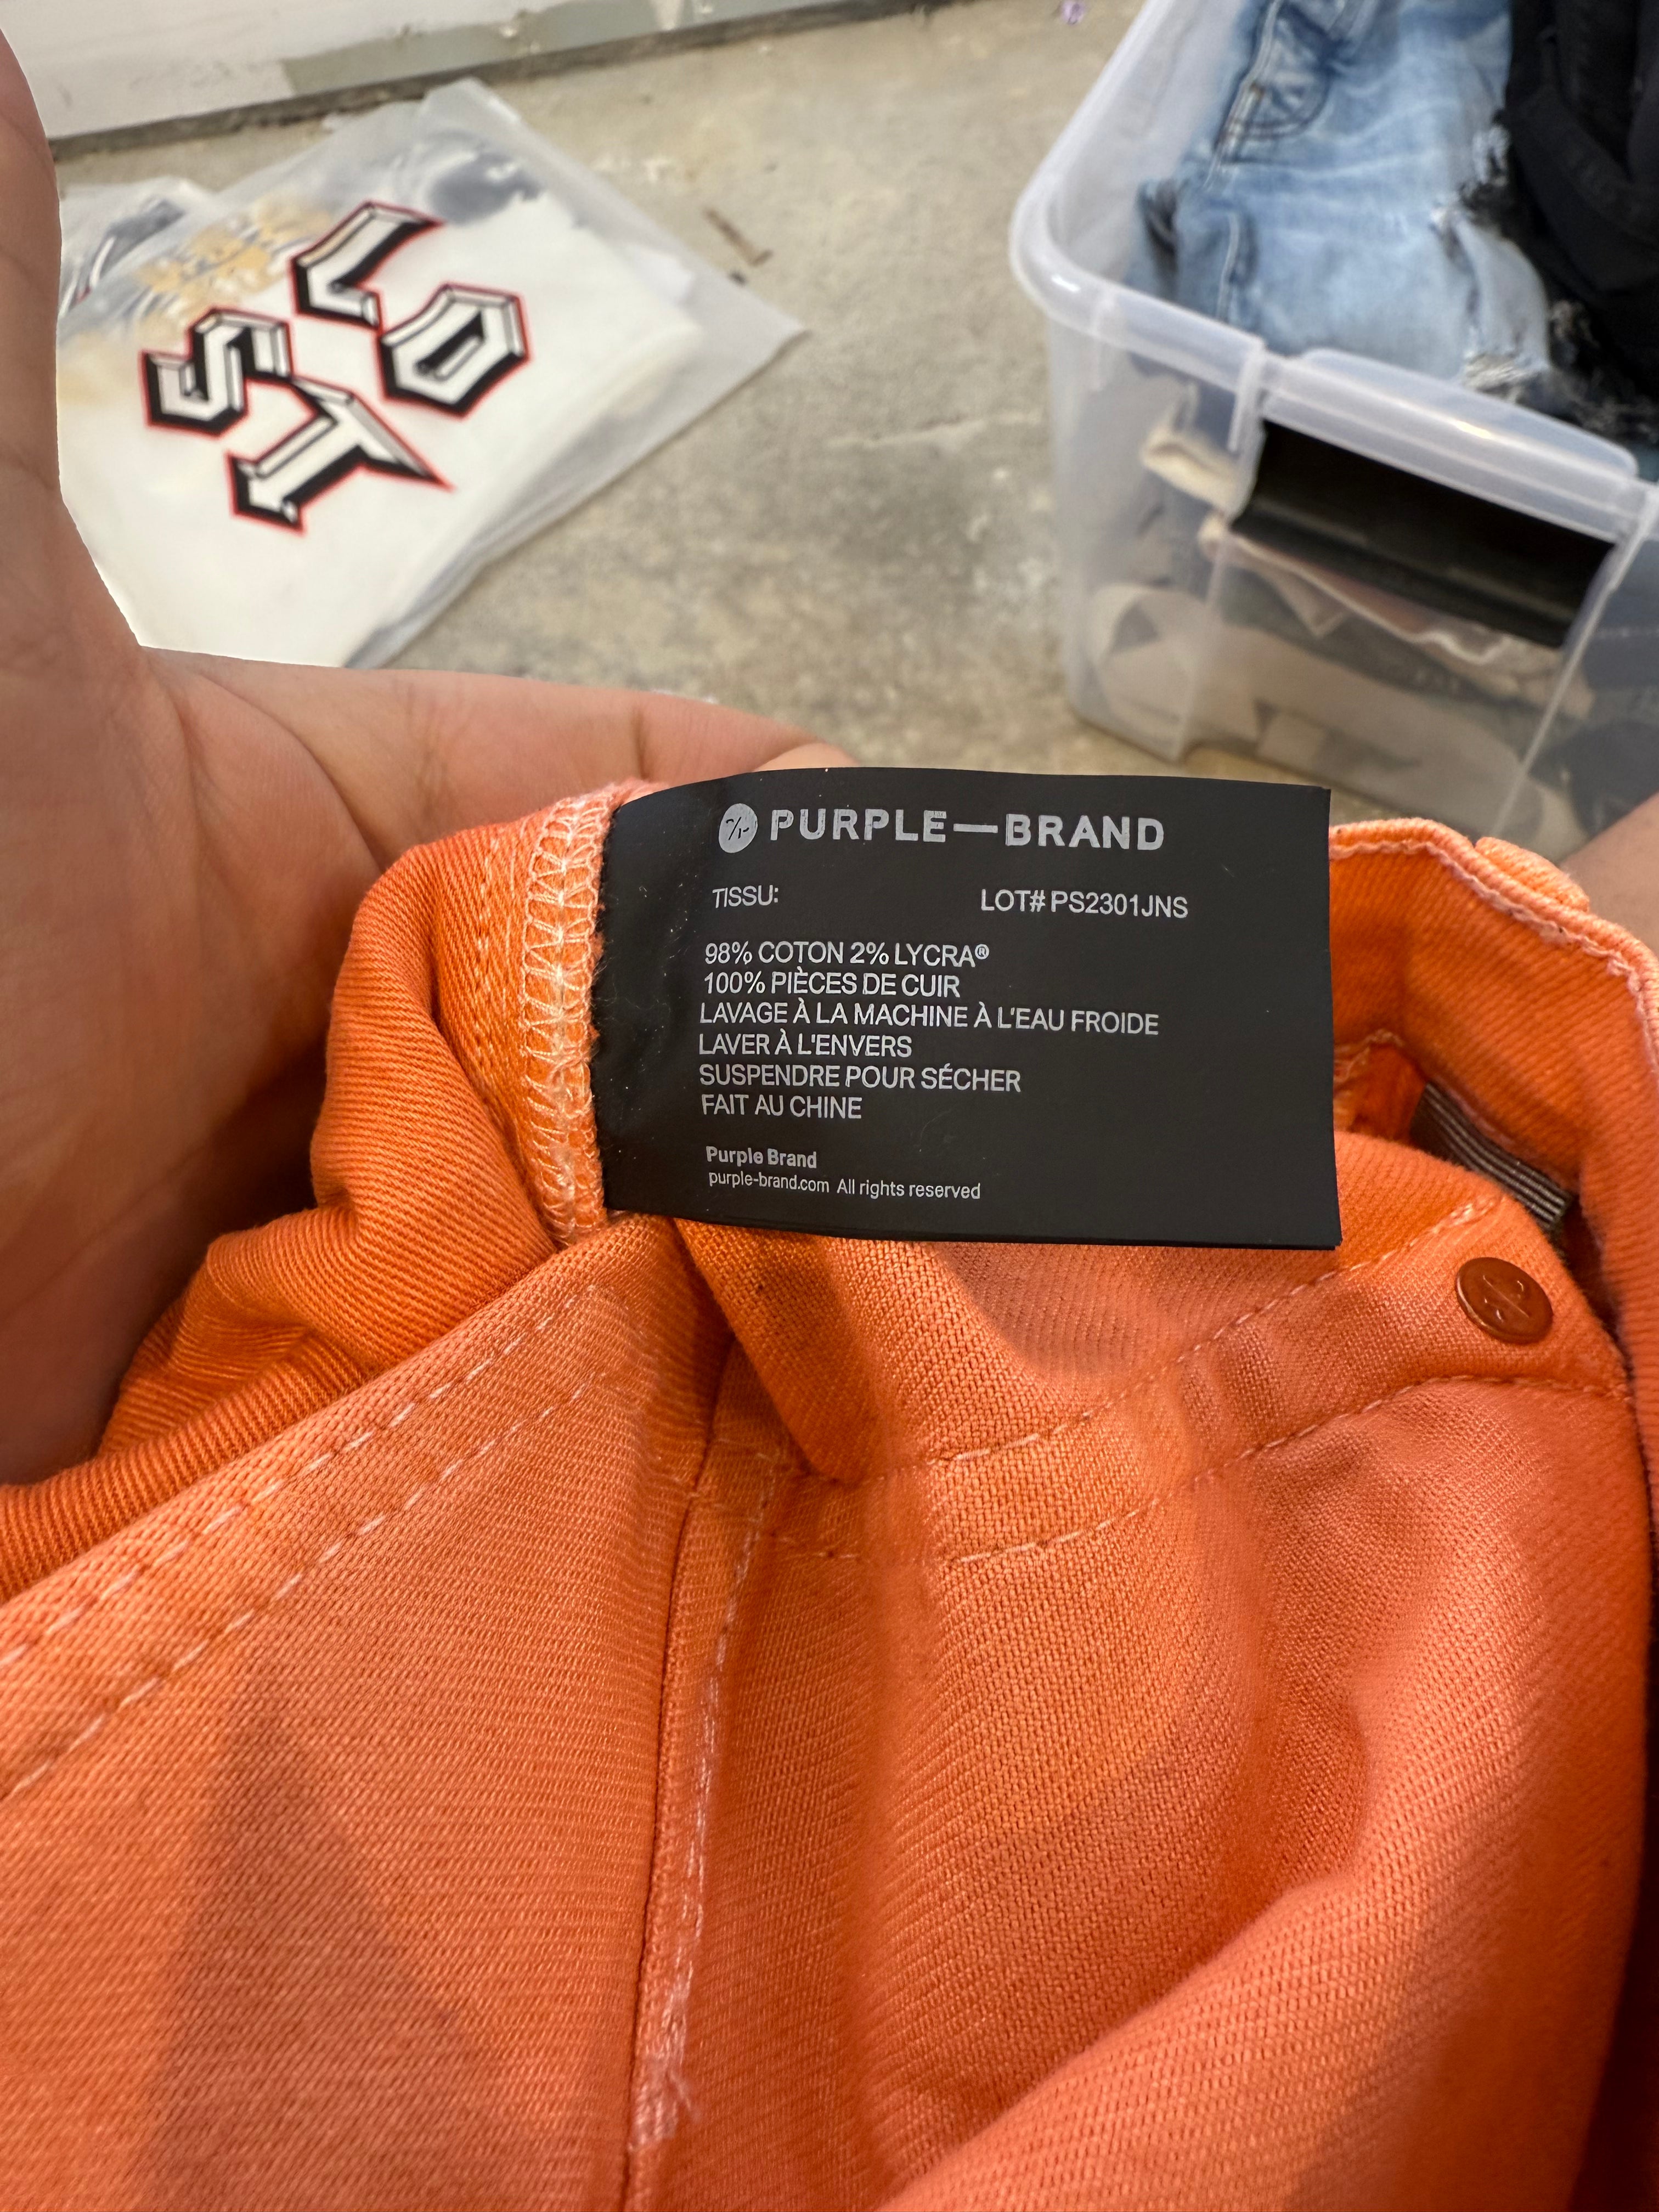 LOST
PURPLE—BRAND
TISSU: LOT# PS2301JNS
98% COTON 2% LYCRA®
100% PIÈCES DE CUIR
LAVAGE À LA MACHINE À L'EAU FROIDE
LAVER À L'ENVERS
SUSPENDRE POUR SÉCHER
FAIT AU CHINE
Purple Brand
purple-brand.com All rights reserved